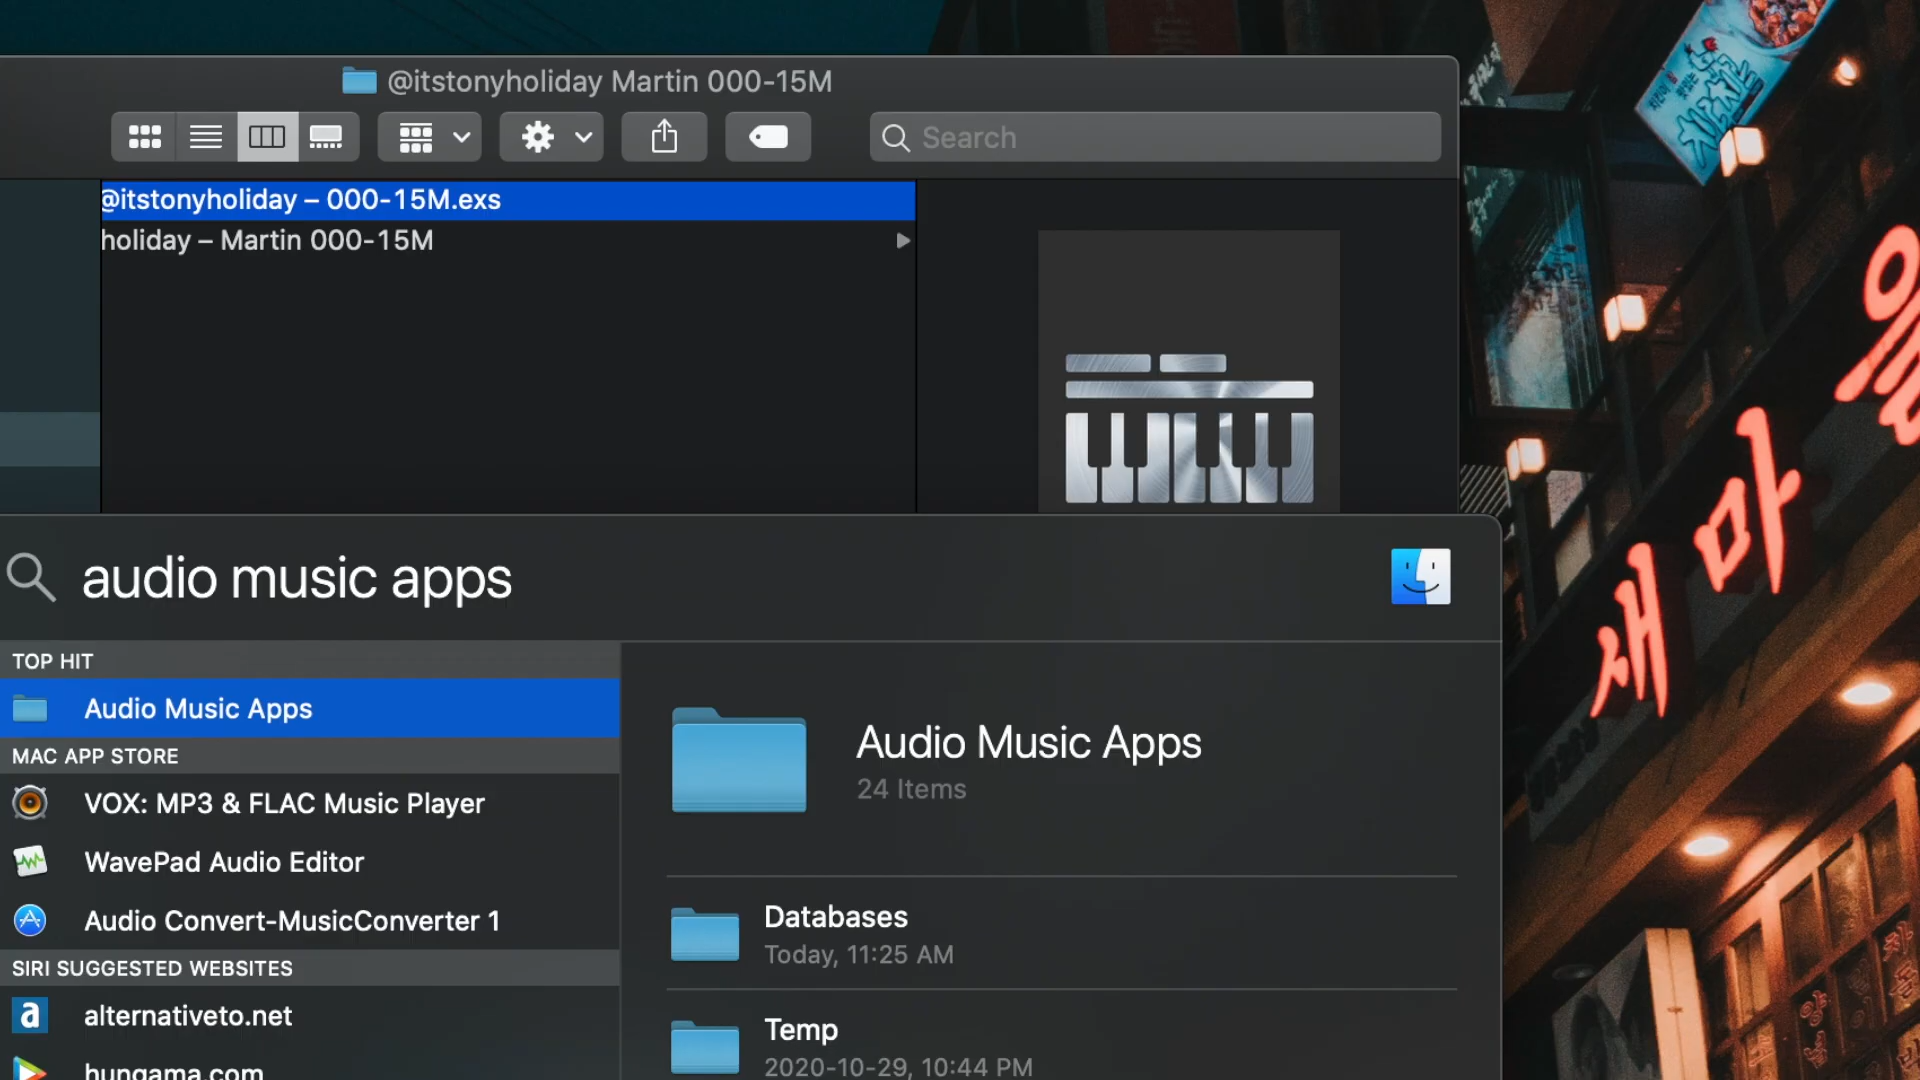 @itstonyholiday Martin 000-15M
Search
@itstonyholiday – 000-15M.exs
holiday – Martin 000-15M
audio music apps
TOP HIT
Audio Music Apps
MAC APP STORE
VOX: MP3 & FLAC Music Player
WavePad Audio Editor
Audio Convert-MusicConverter 1
SIRI SUGGESTED WEBSITES
alternativeto.net
hungama.com
Audio Music Apps
24 Items
Databases
Today, 11:25 AM
Temp
2020-10-29, 10:44 PM
새마을